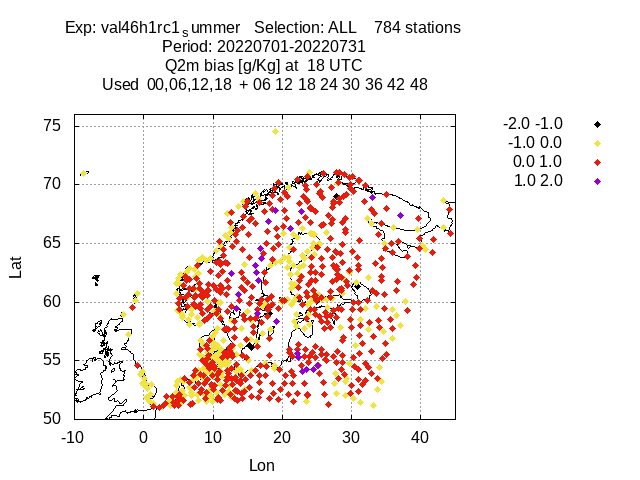 Exp: val46h1rc1summer Selection: ALL 784 stations
Period: 20220701-20220731
Q2m bias [g/Kg] at 18 UTC
Used 00,06,12,18 + 06 12 18 24 30 36 42 48
-2.0 -1.0
-1.0 0.0
0.0 1.0
1.0 2.0
75
70
65
60
55
50
Lat
-10 0 10 20 30 40
Lon